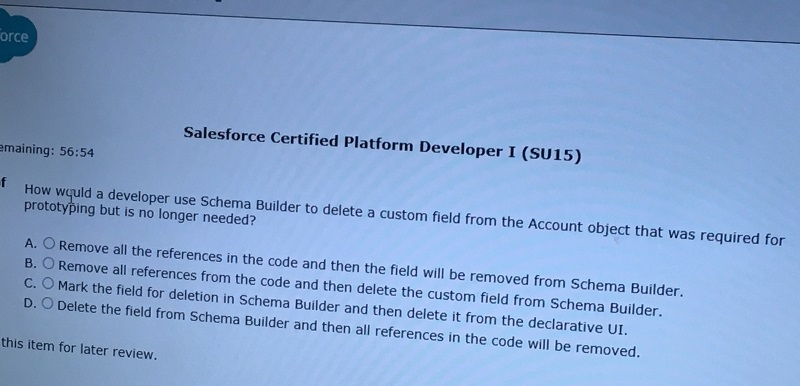 orce
Salesforce Certified Platform Developer I (SU15)
emaining: 56:54
f
How would a developer use Schema Builder to delete a custom field from the Account object that was required for
prototyping but is no longer needed?
A. Remove all the references in the code and then the field will be removed from Schema Builder.
B. Remove all references from the code and then delete the custom field from Schema Builder.
C. Mark the field for deletion in Schema Builder and then delete it from the declarative UI.
D. Delete the field from Schema Builder and then all references in the code will be removed.
this item for later review.